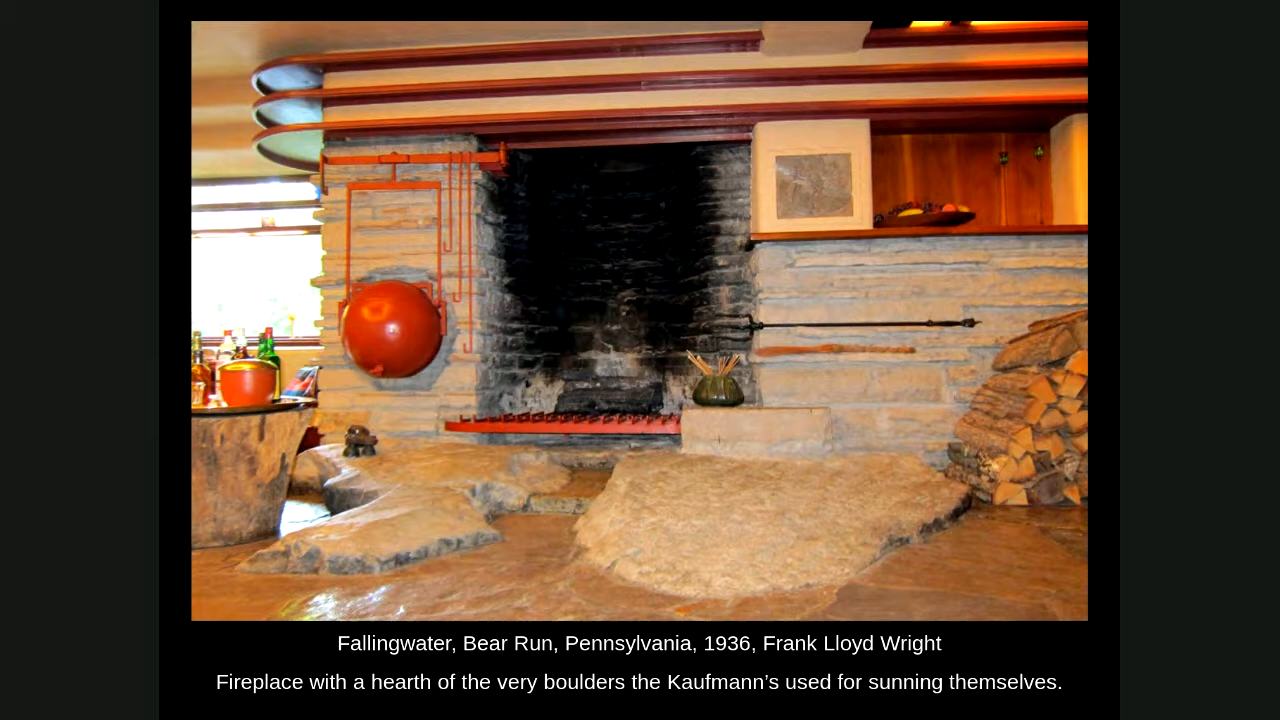 Fallingwater, Bear Run, Pennsylvania, 1936, Frank Lloyd Wright
Fireplace with a hearth of the very boulders the Kaufmann’s used for sunning themselves.